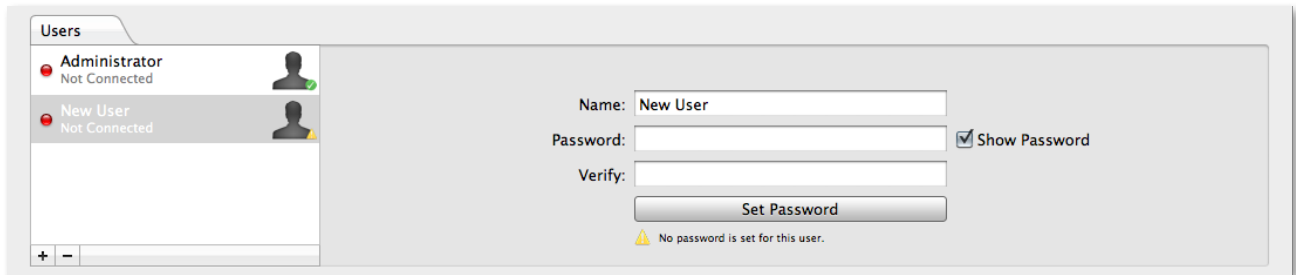 Users
Administrator
Not Connected
New User
Not Connected
Name: New User
Password:
Show Password
Verify:
Set Password
No password is set for this user.
+ −